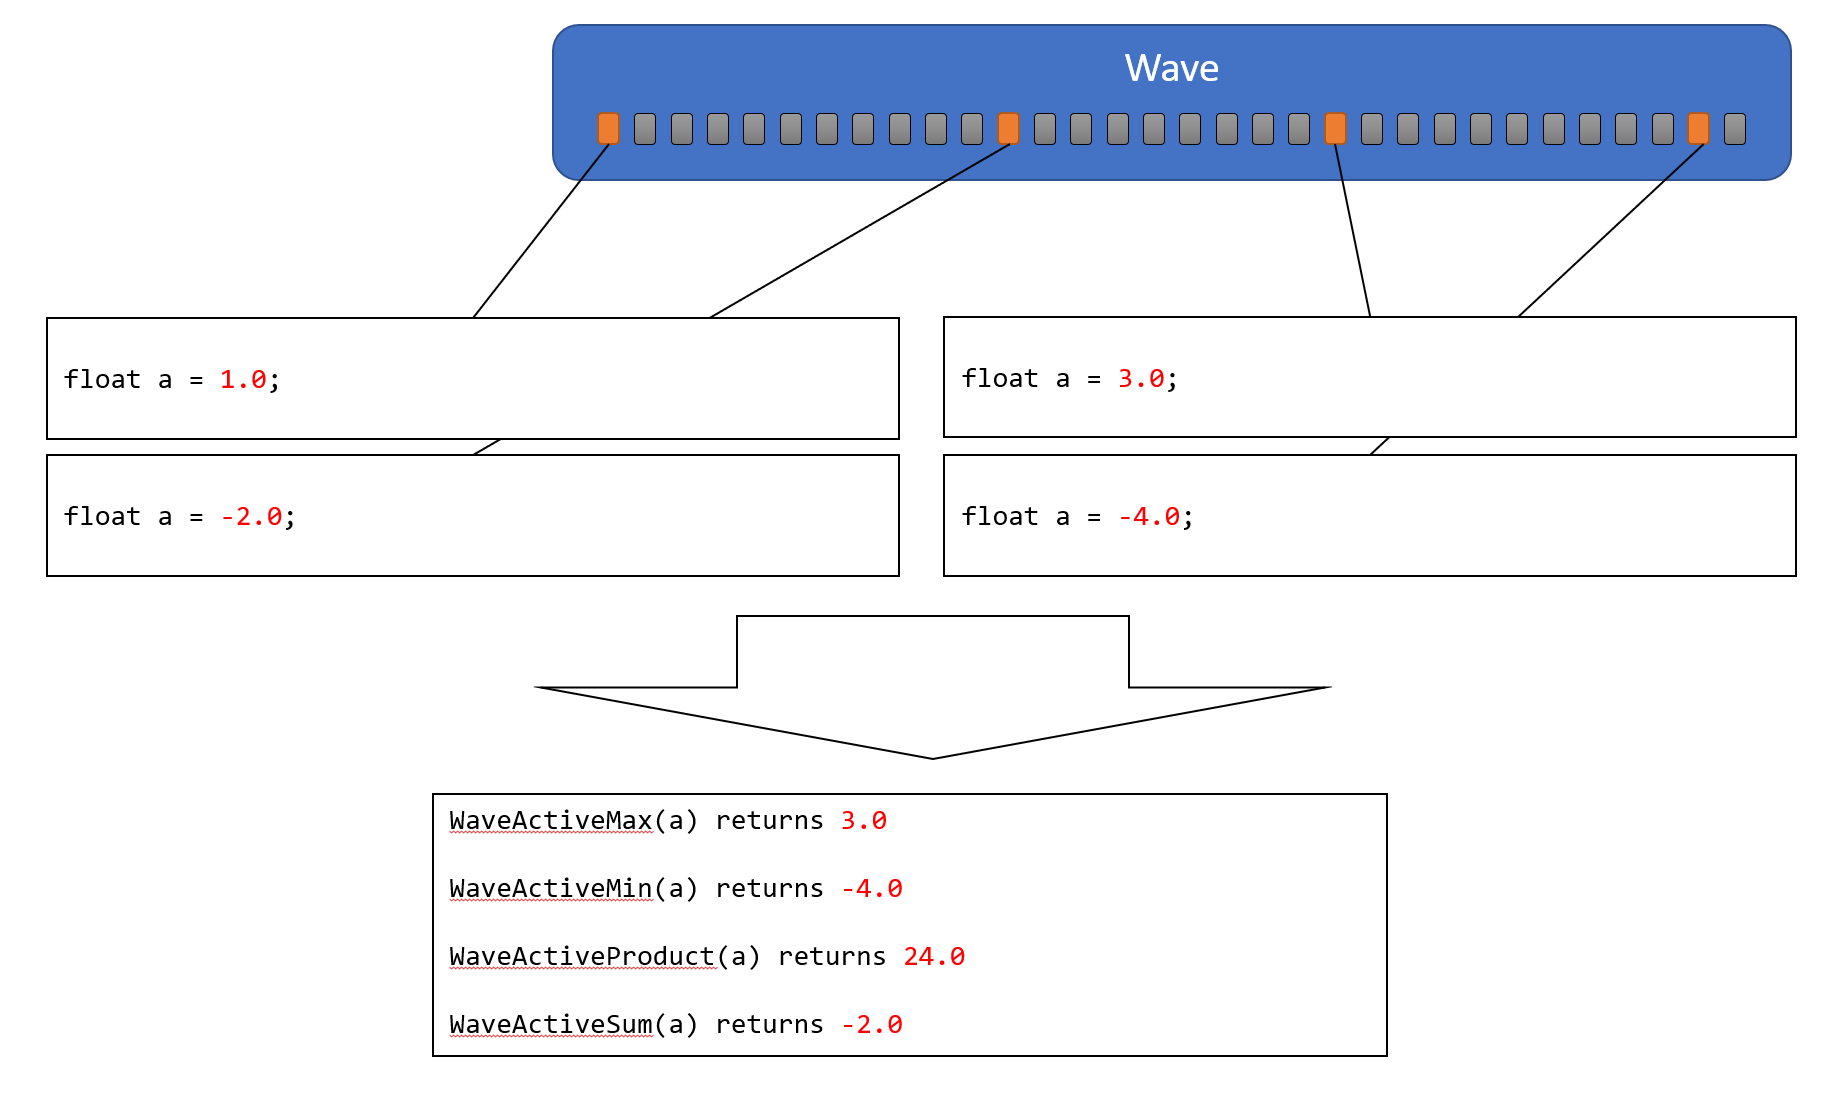 Wave
float a = 1.0;
float a = 3.0;
float a = -2.0;
float a = -4.0;
WaveActiveMax(a) returns 3.0
WaveActiveMin(a) returns -4.0
WaveActiveProduct(a) returns 24.0
WaveActiveSum(a) returns -2.0